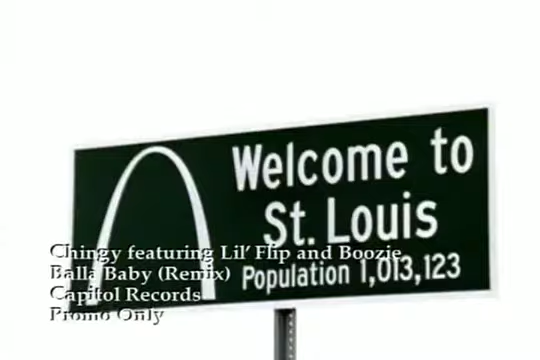 Welcome to
St. Louis
Population 1,013,123
Chingy featuring Lil' Flip and Boozie
Balla Baby (Remix)
Capitol Records
Promo Only